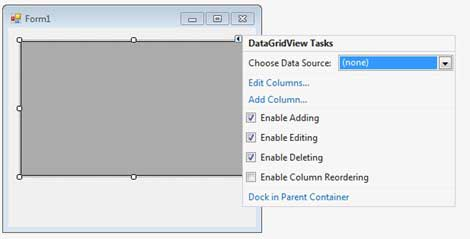 Form1
DataGridView Tasks
Choose Data Source: (none)
Edit Columns...
Add Column...
Enable Adding
Enable Editing
Enable Deleting
Enable Column Reordering
Dock in Parent Container